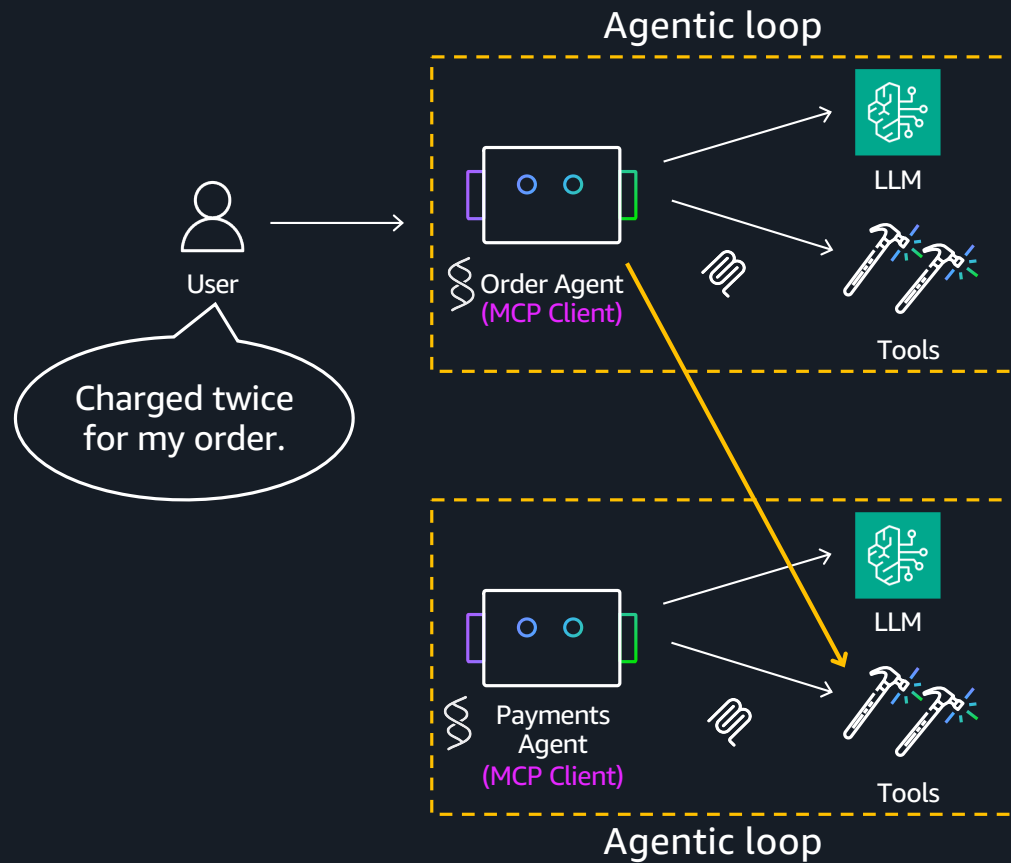 Agentic loop
LLM
User
Order Agent
(MCP Client)
Tools
Charged twice
for my order.
LLM
Payments
Agent
(MCP Client)
Tools
Agentic loop